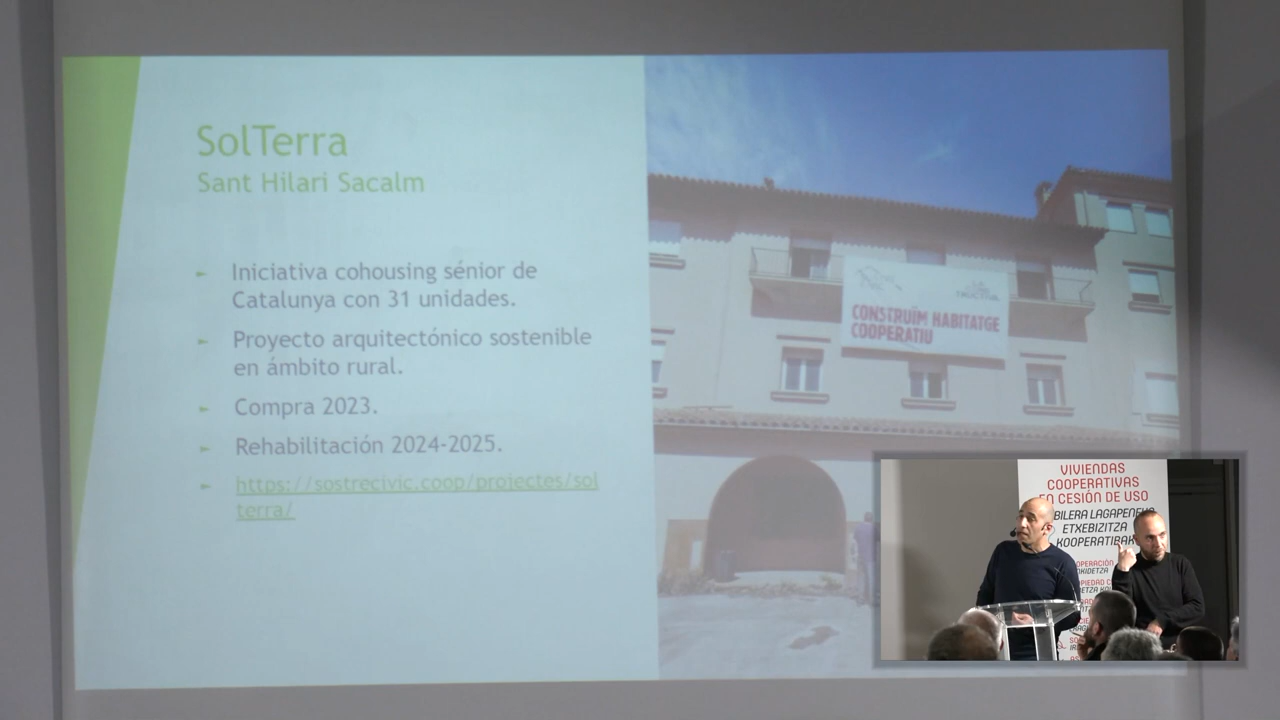 SolTerra
Sant Hilari Sacalm
Iniciativa cohousing sénior de
Catalunya con 31 unidades.
Proyecto arquitectónico sostenible
en ámbito rural.
Compra 2023.
Rehabilitación 2024-2025.
https://sostrecivic.coop/projectes/sol
terra/
CONSTRUÏM HABITATGE
COOPERATIU
VIVIENDAS
COOPERATIVAS
EN CESIÓN DE USO
LAGAPENEKO
ETXEBIZITZA
KOOPERATIBAK